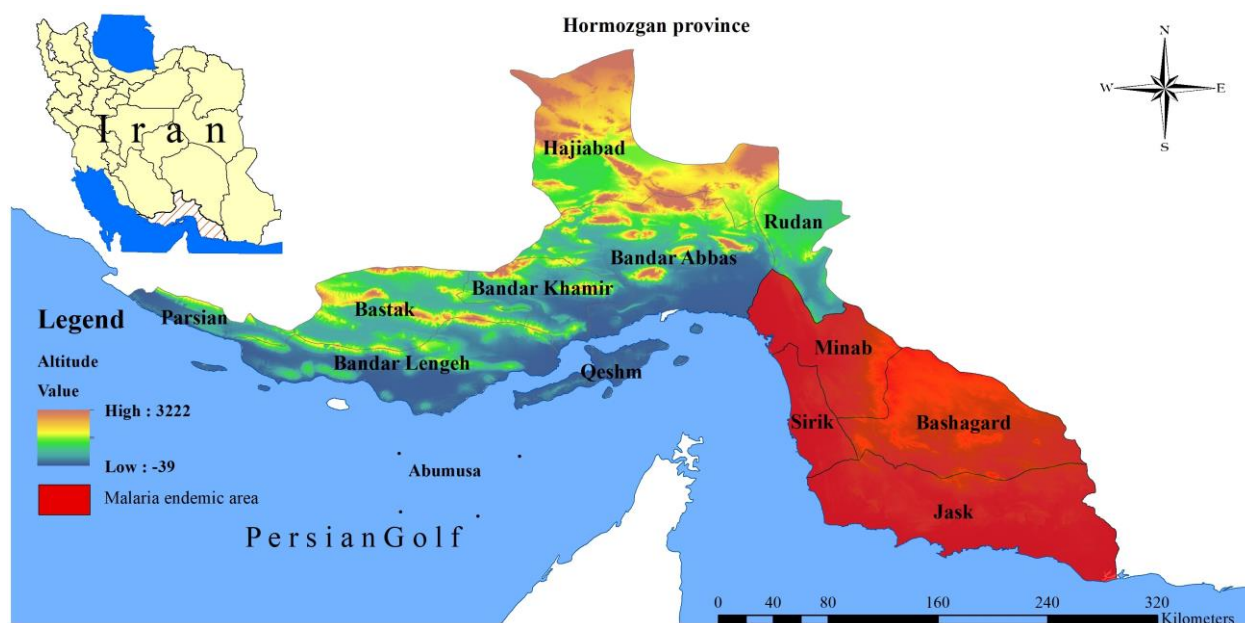 Hormozgan province
N
W E
S
Iran
Hajiabad
Rudan
Bandar Abbas
Bandar Khamir
Bastak
Parsian
Bandar Lengeh
Qeshm
Minab
Sirik
Bashagard
Jask
Abumusa
PersianGolf
Legend
Altitude
Value
High : 3222
Low : -39
Malaria endemic area
0 40 80 160 240 320
Kilometers